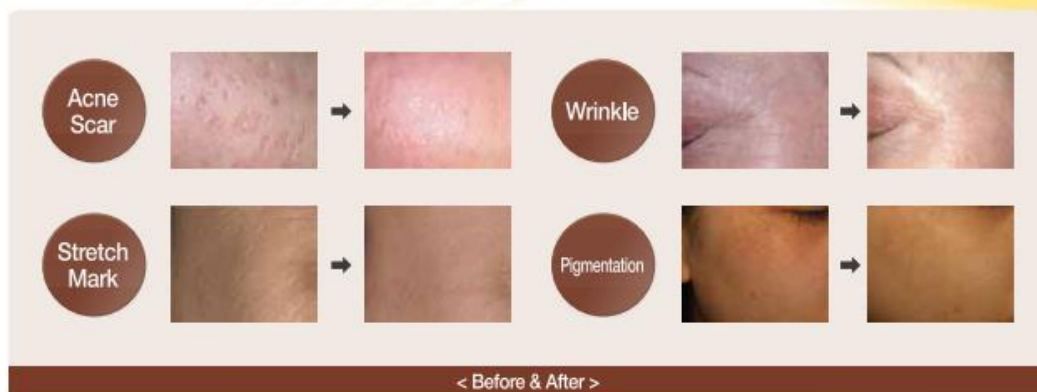 Acne
Scar
Wrinkle
Stretch
Mark
Pigmentation
< Before & After >